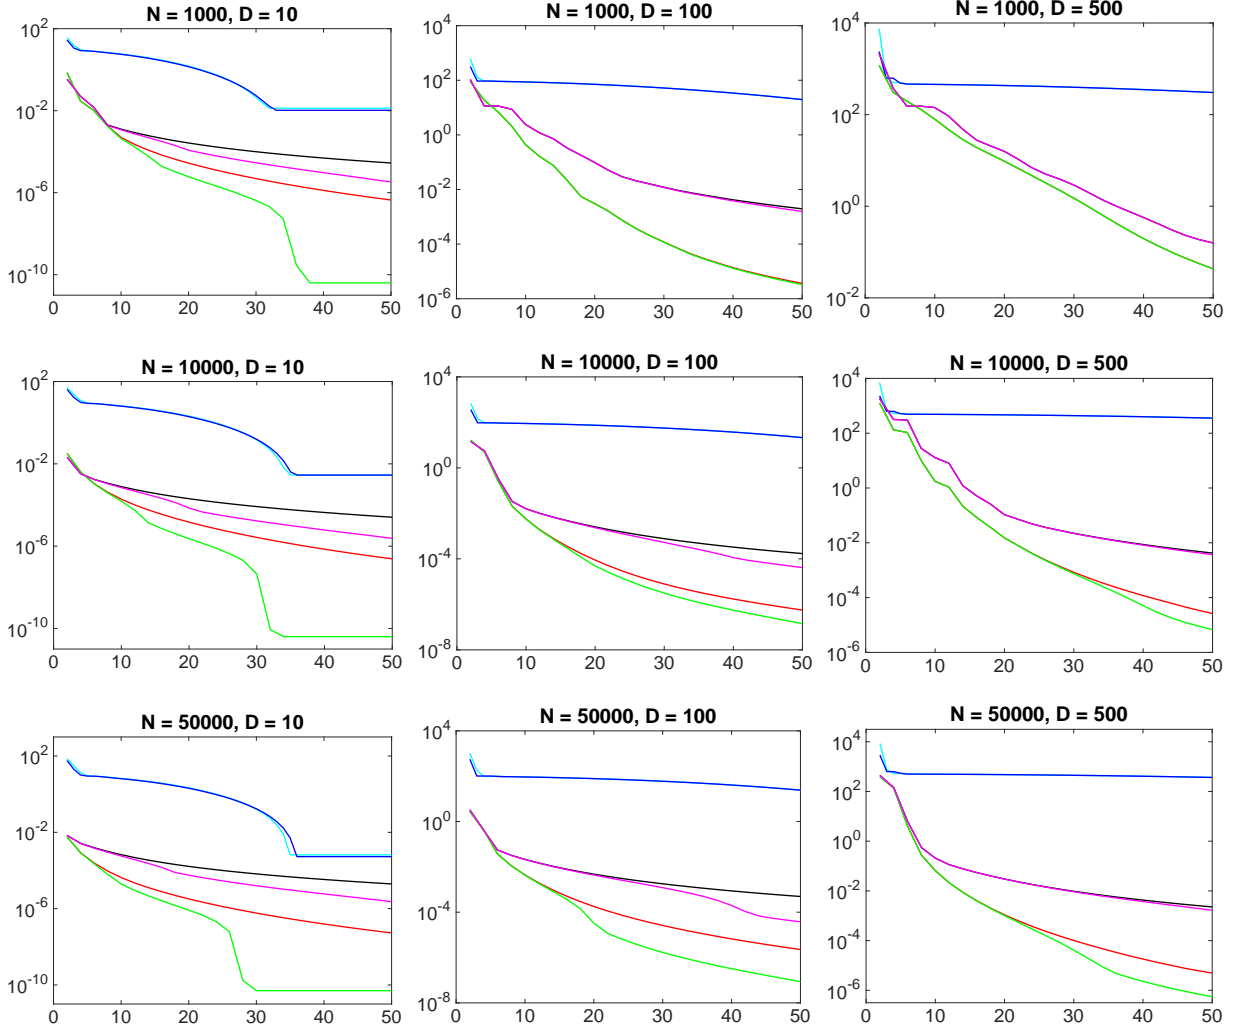 N = 1000, D = 10
10^2
10^-2
10^-6
10^-10
0 10 20 30 40 50
N = 1000, D = 100
10^4
10^2
10^0
10^-2
10^-4
10^-6
0 10 20 30 40 50
N = 1000, D = 500
10^4
10^2
10^0
10^-2
0 10 20 30 40 50
N = 10000, D = 10
10^2
10^-2
10^-6
10^-10
0 10 20 30 40 50
N = 10000, D = 100
10^4
10^0
10^-4
10^-8
0 10 20 30 40 50
N = 10000, D = 500
10^4
10^2
10^0
10^-2
10^-4
10^-6
0 10 20 30 40 50
N = 50000, D = 10
10^2
10^-2
10^-6
10^-10
0 10 20 30 40 50
N = 50000, D = 100
10^4
10^0
10^-4
10^-8
0 10 20 30 40 50
N = 50000, D = 500
10^4
10^2
10^0
10^-2
10^-4
10^-6
0 10 20 30 40 50